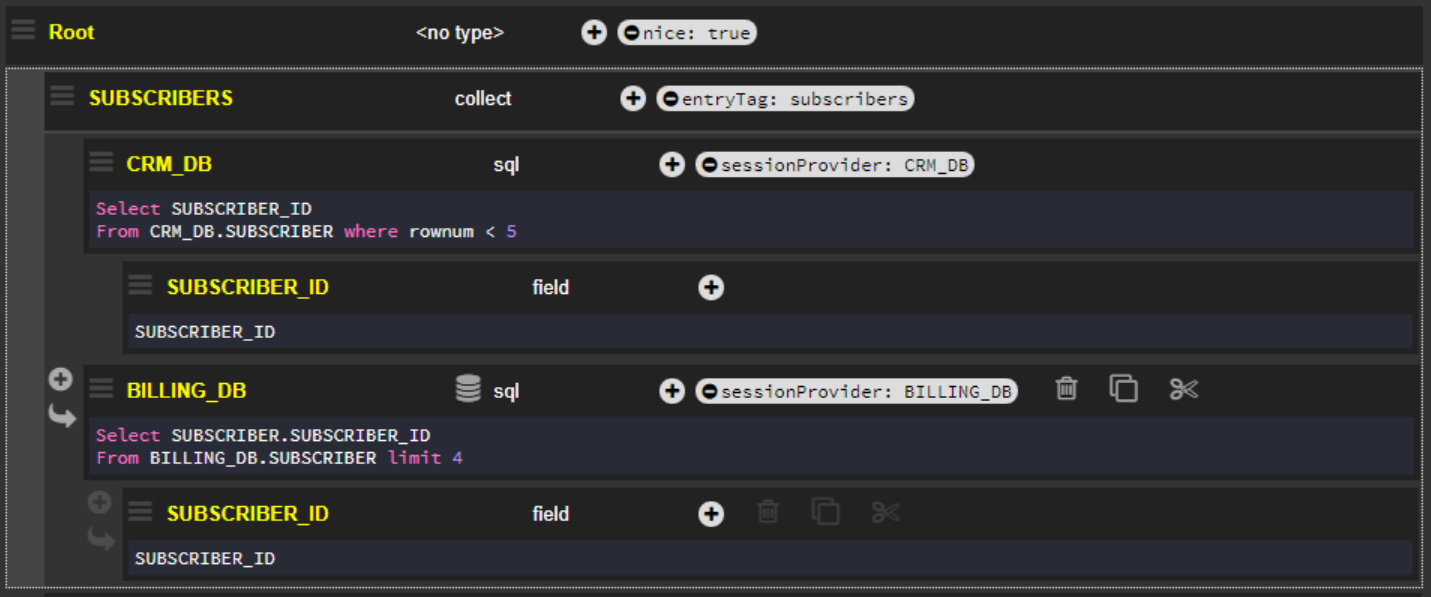 Root <no type> nice: true
SUBSCRIBERS collect entryTag: subscribers
CRM_DB sql sessionProvider: CRM_DB
Select SUBSCRIBER_ID
From CRM_DB.SUBSCRIBER where rownum < 5
SUBSCRIBER_ID field
SUBSCRIBER_ID
BILLING_DB sql sessionProvider: BILLING_DB
Select SUBSCRIBER.SUBSCRIBER_ID
From BILLING_DB.SUBSCRIBER limit 4
SUBSCRIBER_ID field
SUBSCRIBER_ID